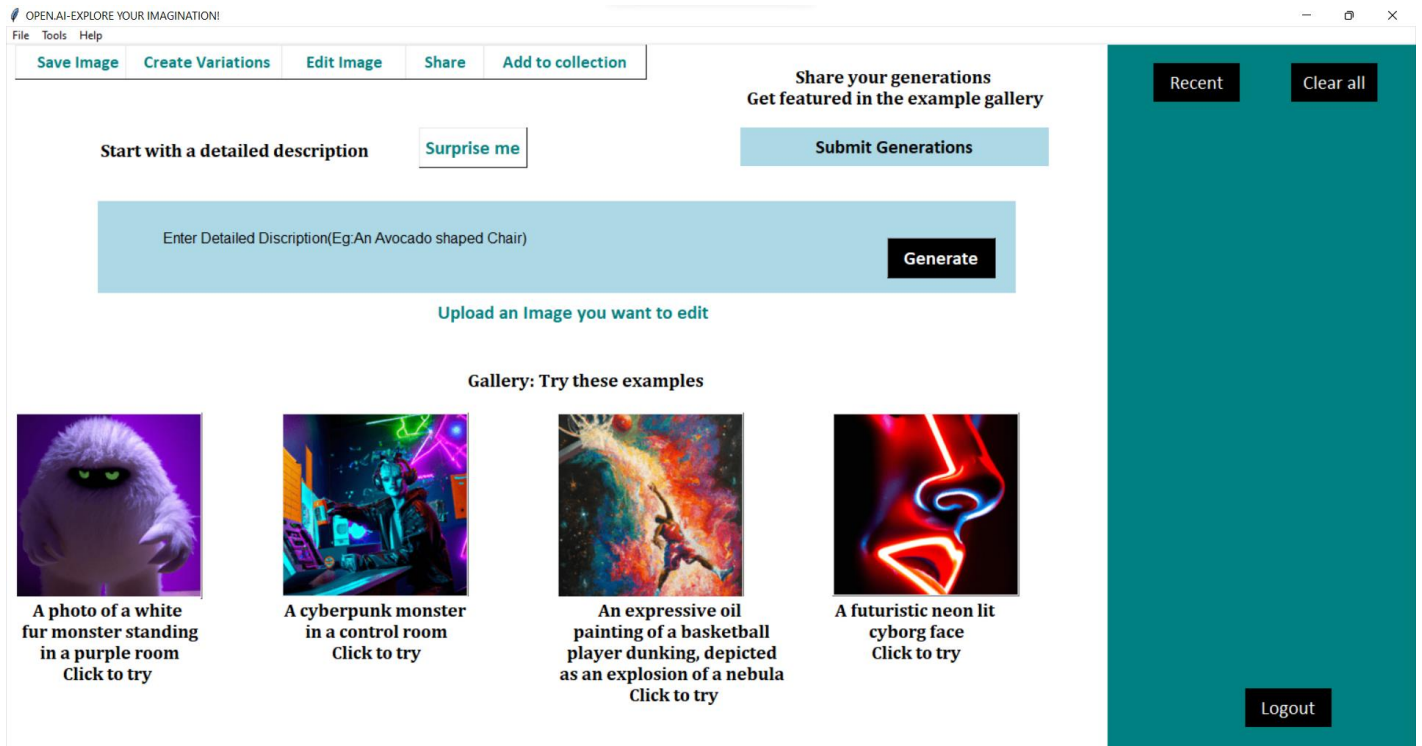 OPEN.AI-EXPLORE YOUR IMAGINATION!
File Tools Help
Save Image Create Variations Edit Image Share Add to collection
Share your generations
Get featured in the example gallery
Recent Clear all
Start with a detailed description
Surprise me
Submit Generations
Enter Detailed Discription(Eg:An Avocado shaped Chair)
Generate
Upload an Image you want to edit
Gallery: Try these examples
A photo of a white
fur monster standing
in a purple room
Click to try
A cyberpunk monster
in a control room
Click to try
An expressive oil
painting of a basketball
player dunking, depicted
as an explosion of a nebula
Click to try
A futuristic neon lit
cyborg face
Click to try
Logout